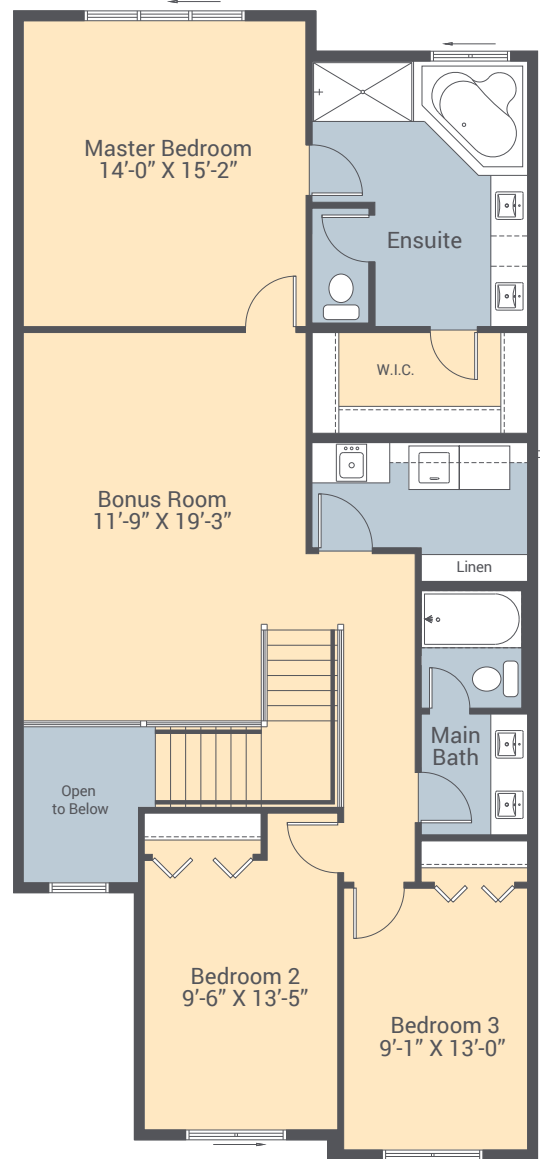 Master Bedroom
14’-0” X 15’-2”
Ensuite
W.I.C.
Bonus Room
11’-9” X 19’-3”
Linen
Main
Bath
Open
to Below
Bedroom 2
9’-6” X 13’-5”
Bedroom 3
9’-1” X 13’-0”